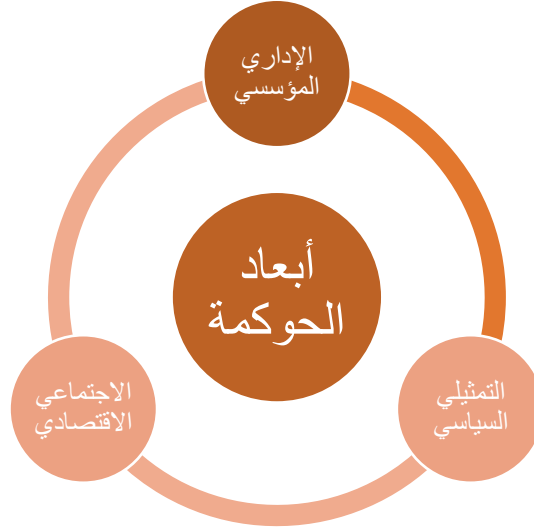 الإداري
المؤسسي
أبعاد
الحوكمة
التمثيلي
السياسي
الاجتماعي
الاقتصادي